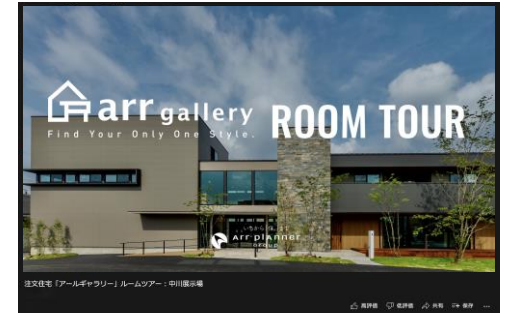 arr gallery
Find Your Only One Style.
ROOM TOUR
Arr planner
group
注文住宅「アールギャラリー」ルームツアー：中川展示場
高評価 低評価 共有 保存 …